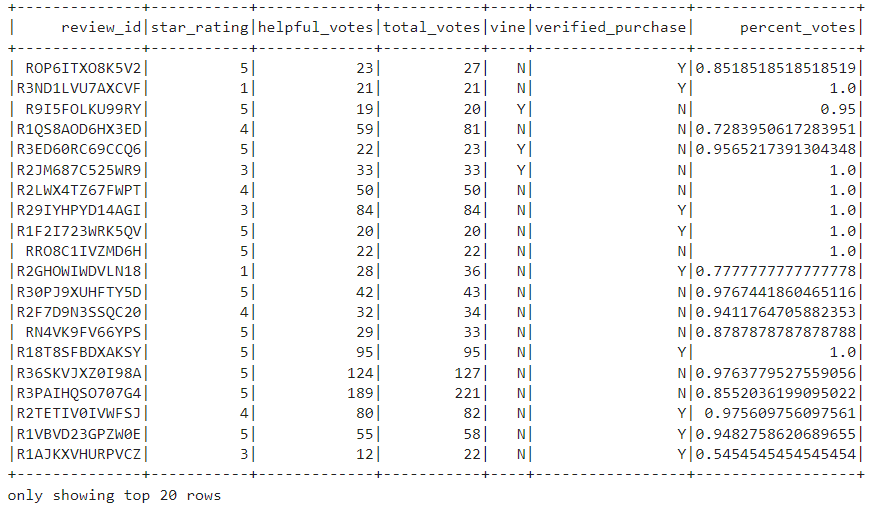 +--------------+-----------+-------------+-----------+----+-----------------+------------------+
|     review_id|star_rating|helpful_votes|total_votes|vine|verified_purchase|     percent_votes|
+--------------+-----------+-------------+-----------+----+-----------------+------------------+
| ROP6ITXO8K5V2|          5|           23|         27|   N|                Y|0.8518518518518519|
|R3ND1LVU7AXCVF|          1|           21|         21|   N|                Y|               1.0|
| R9I5FOLKU99RY|          5|           19|         20|   Y|                N|              0.95|
|R1QS8AOD6HX3ED|          4|           59|         81|   N|                N|0.7283950617283951|
|R3ED60RC69CCQ6|          5|           22|         23|   Y|                N|0.9565217391304348|
|R2JM687C525WR9|          3|           33|         33|   Y|                N|               1.0|
|R2LWX4TZ67FWPT|          4|           50|         50|   N|                N|               1.0|
|R29IYHPYD14AGI|          3|           84|         84|   N|                Y|               1.0|
|R1F2I723WRK5QV|          5|           20|         20|   N|                Y|               1.0|
| RRO8C1IVZMD6H|          5|           22|         22|   N|                N|               1.0|
|R2GHOWIWDVLN18|          1|           28|         36|   N|                Y|0.7777777777777778|
|R30PJ9XUHFTY5D|          5|           42|         43|   N|                N|0.9767441860465116|
|R2F7D9N3SSQC20|          4|           32|         34|   N|                N|0.9411764705882353|
| RN4VK9FV66YPS|          5|           29|         33|   N|                N|0.8787878787878788|
|R18T8SFBDXAKSY|          5|           95|         95|   N|                Y|               1.0|
|R36SKVJXZ0I98A|          5|          124|        127|   N|                N|0.9763779527559056|
|R3PAIHQSO707G4|          5|          189|        221|   N|                N|0.8552036199095022|
|R2TETIV0IVWFSJ|          4|           80|         82|   N|                Y| 0.975609756097561|
|R1VBVD23GPZW0E|          5|           55|         58|   N|                Y|0.9482758620689655|
|R1AJKXVHURPVCZ|          3|           12|         22|   N|                Y|0.5454545454545454|
+--------------+-----------+-------------+-----------+----+-----------------+------------------+
only showing top 20 rows